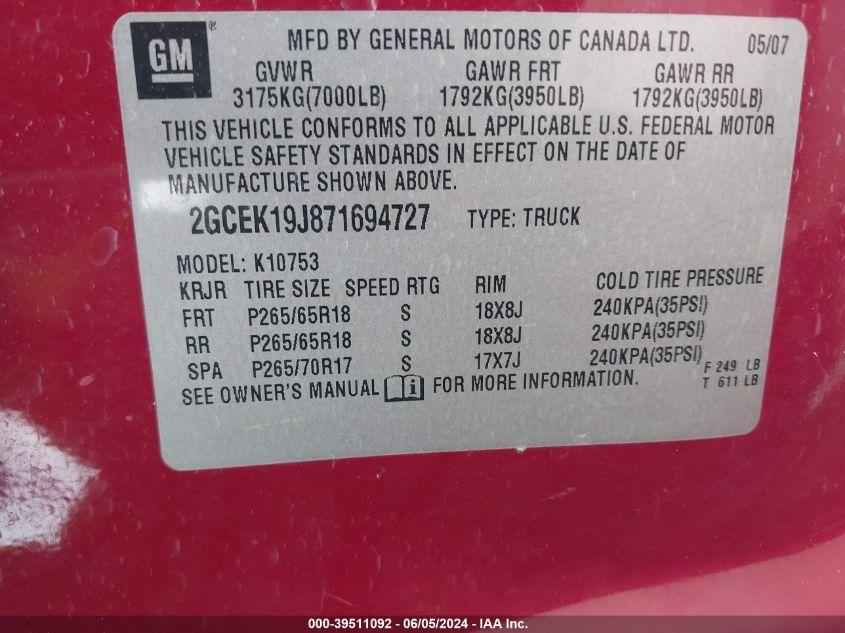 GM ®
MFD BY GENERAL MOTORS OF CANADA LTD. 05/07
GVWR GAWR FRT GAWR RR
3175KG(7000LB) 1792KG(3950LB) 1792KG(3950LB)
THIS VEHICLE CONFORMS TO ALL APPLICABLE U.S. FEDERAL MOTOR
VEHICLE SAFETY STANDARDS IN EFFECT ON THE DATE OF
MANUFACTURE SHOWN ABOVE.
2GCEK19J871694727 TYPE: TRUCK
MODEL: K10753
KRJR TIRE SIZE SPEED RTG RIM COLD TIRE PRESSURE
FRT P265/65R18 S 18X8J 240KPA(35PSI)
RR P265/65R18 S 18X8J 240KPA(35PSI)
SPA P265/70R17 S 17X7J 240KPA(35PSI) F 249 LB
SEE OWNER'S MANUAL i FOR MORE INFORMATION. T 611 LB
000-39511092 - 06/05/2024 - IAA Inc.